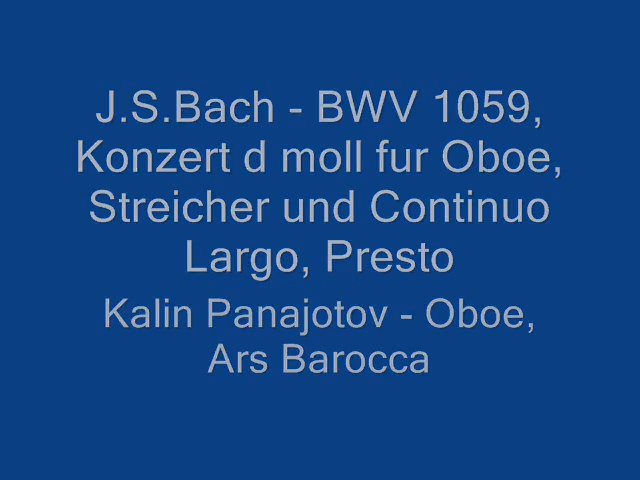 J.S.Bach - BWV 1059,
Konzert d moll fur Oboe,
Streicher und Continuo
Largo, Presto
Kalin Panajotov - Oboe,
Ars Barocca